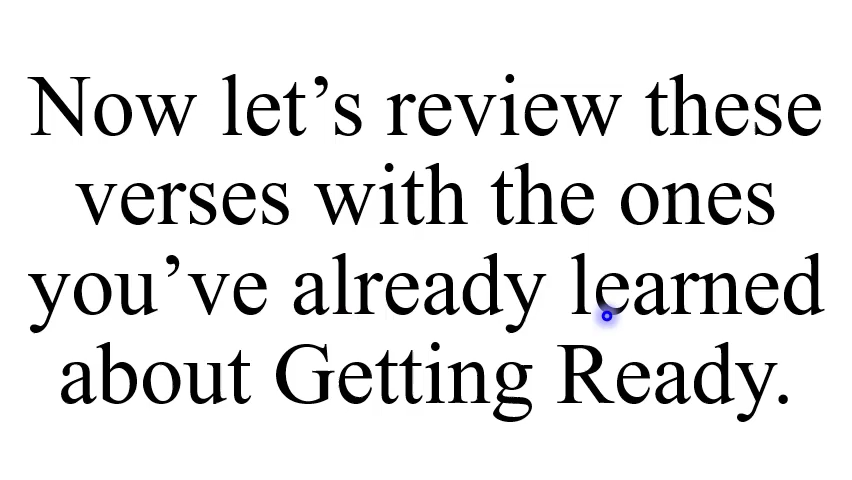 Now let’s review these
verses with the ones
you’ve already learned
about Getting Ready.